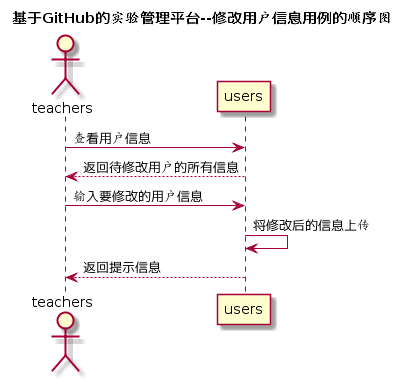 基于GitHub的实验管理平台--修改用户信息用例的顺序图
teachers
users
查看用户信息
返回待修改用户的所有信息
输入要修改的用户信息
将修改后的信息上传
返回提示信息
teachers
users